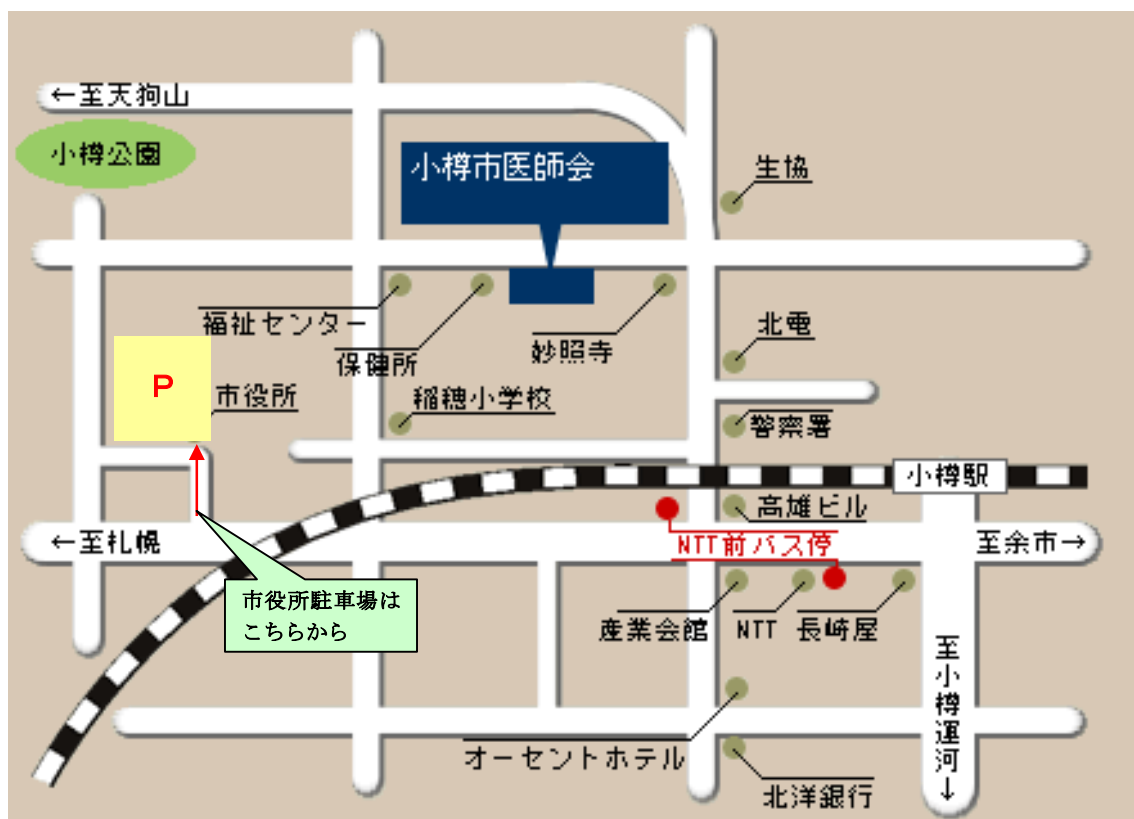 ←至天狗山
小樽公園
小樽市医師会
生協
福祉センター
保健所
妙照寺
北電
P
市役所
稲穂小学校
警察署
小樽駅
高雄ビル
←至札幌
NTT前バス停
至余市→
市役所駐車場は
こちらから
産業会館
NTT
長崎屋
至小樽運河↓
オーセントホテル
北洋銀行